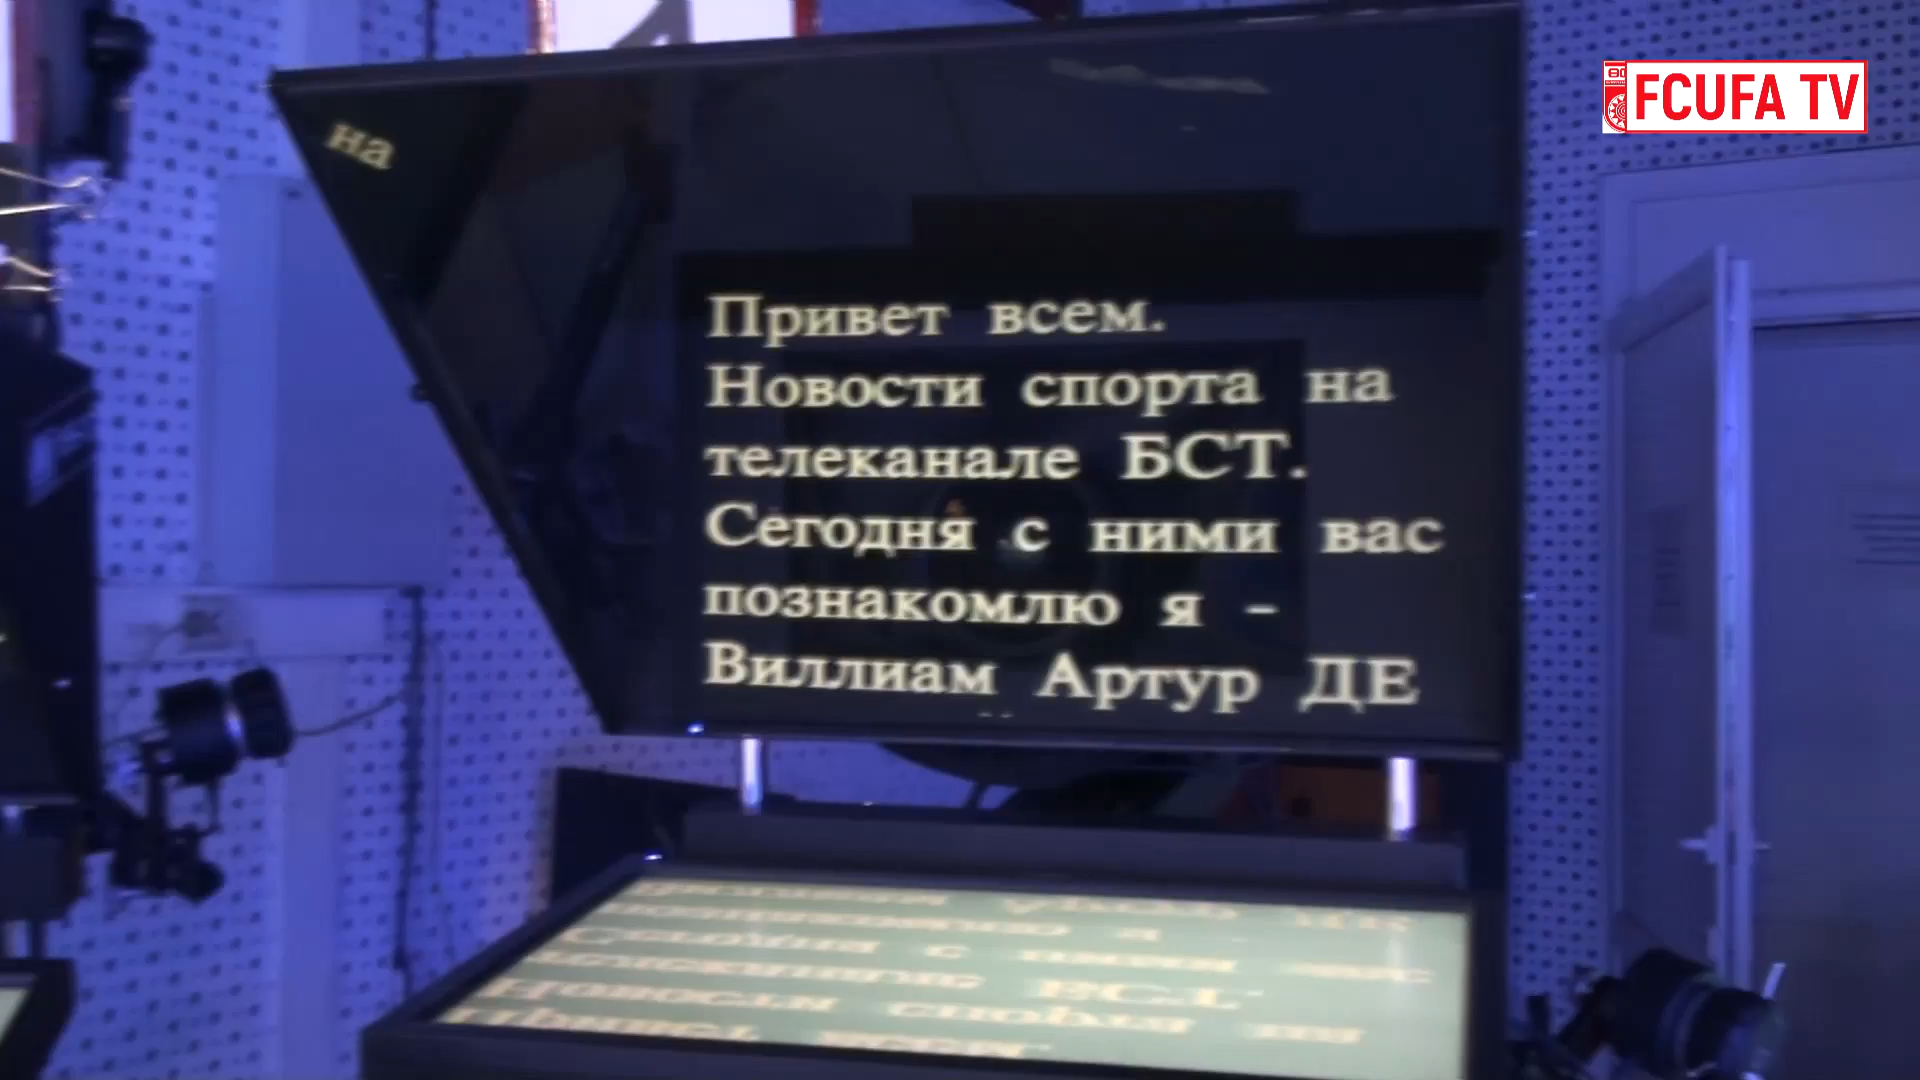 FCUFA TV
на
Привет всем.
Новости спорта на
телеканале БСТ.
Сегодня с ними вас
познакомлю я -
Виллиам Артур ДЕ